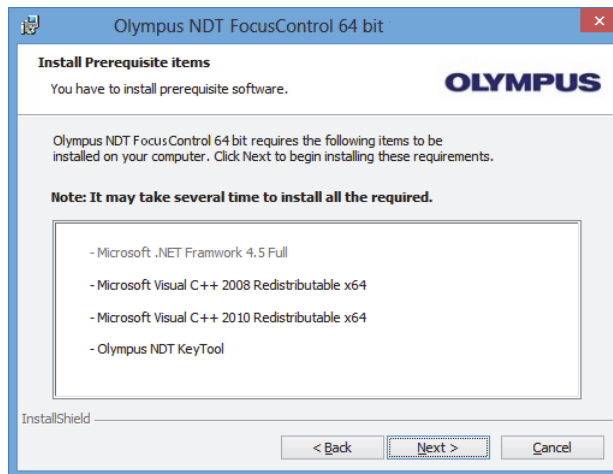 Olympus NDT FocusControl 64 bit
Install Prerequisite items
You have to install prerequisite software.
OLYMPUS
Olympus NDT FocusControl 64 bit requires the following items to be
installed on your computer. Click Next to begin installing these requirements.
Note: It may take several time to install all the required.
- Microsoft .NET Framwork 4.5 Full
- Microsoft Visual C++ 2008 Redistributable x64
- Microsoft Visual C++ 2010 Redistributable x64
- Olympus NDT KeyTool
InstallShield
< Back
Next >
Cancel